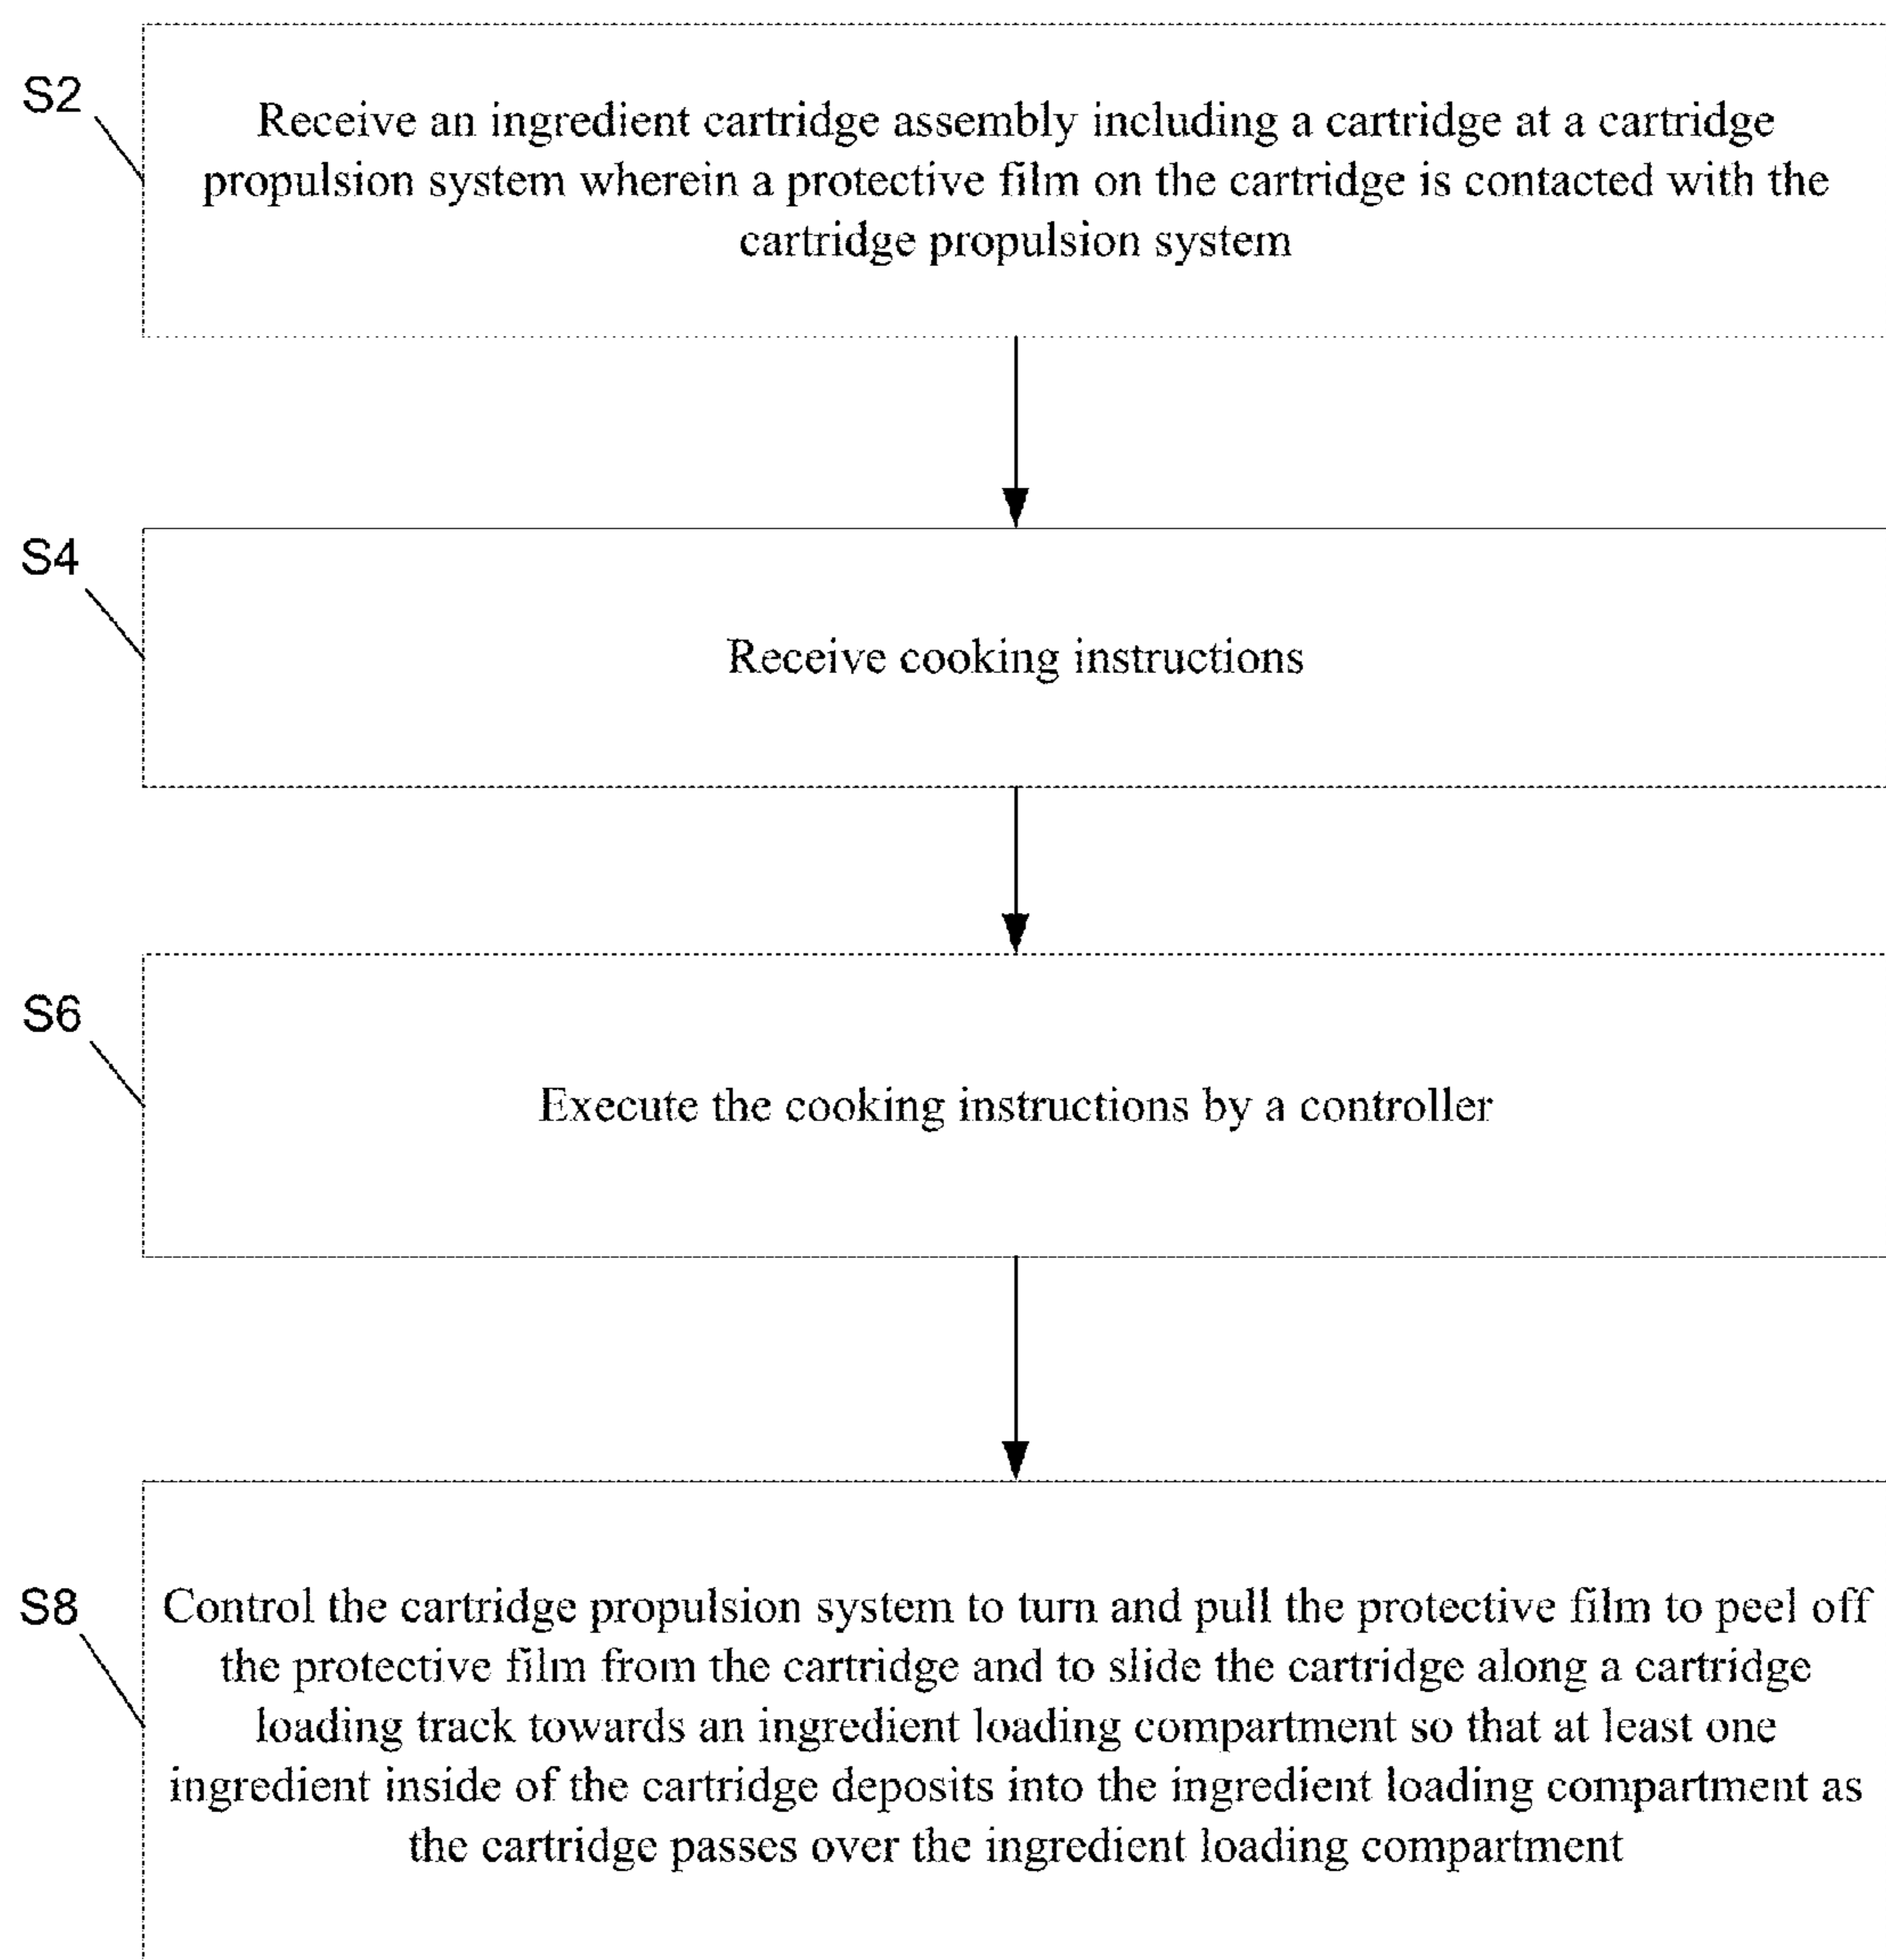 S2
Receive an ingredient cartridge assembly including a cartridge at a cartridge
propulsion system wherein a protective film on the cartridge is contacted with the
cartridge propulsion system
S4
Receive cooking instructions
S6
Execute the cooking instructions by a controller
S8
Control the cartridge propulsion system to turn and pull the protective film to peel off
the protective film from the cartridge and to slide the cartridge along a cartridge
loading track towards an ingredient loading compartment so that at least one
ingredient inside of the cartridge deposits into the ingredient loading compartment as
the cartridge passes over the ingredient loading compartment